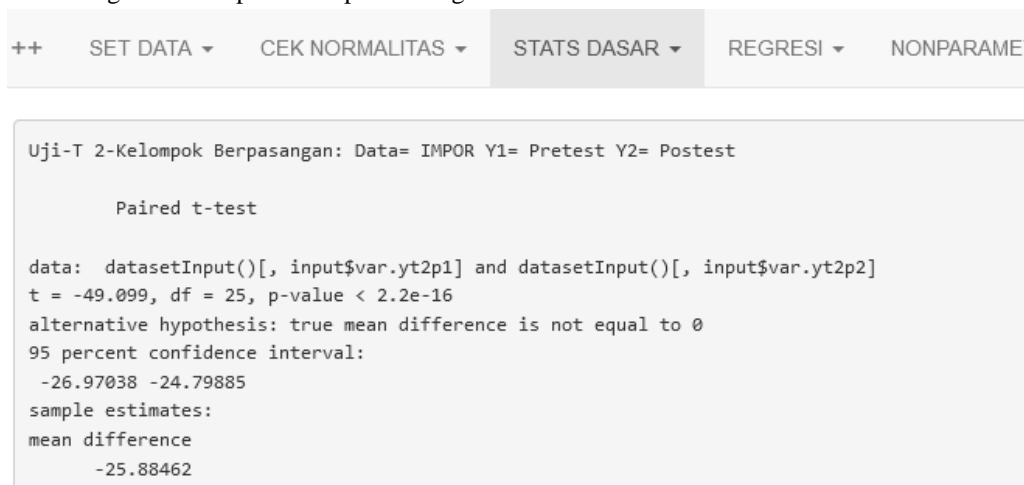 ++ SET DATA CEK NORMALITAS STATS DASAR REGRESI NONPARAME
Uji-T 2-Kelompok Berpasangan: Data= IMPOR Y1= Pretest Y2= Postest
Paired t-test
data: datasetInput()[, input$var.yt2p1] and datasetInput()[, input$var.yt2p2]
t = -49.099, df = 25, p-value < 2.2e-16
alternative hypothesis: true mean difference is not equal to 0
95 percent confidence interval:
-26.97038 -24.79885
sample estimates:
mean difference
-25.88462